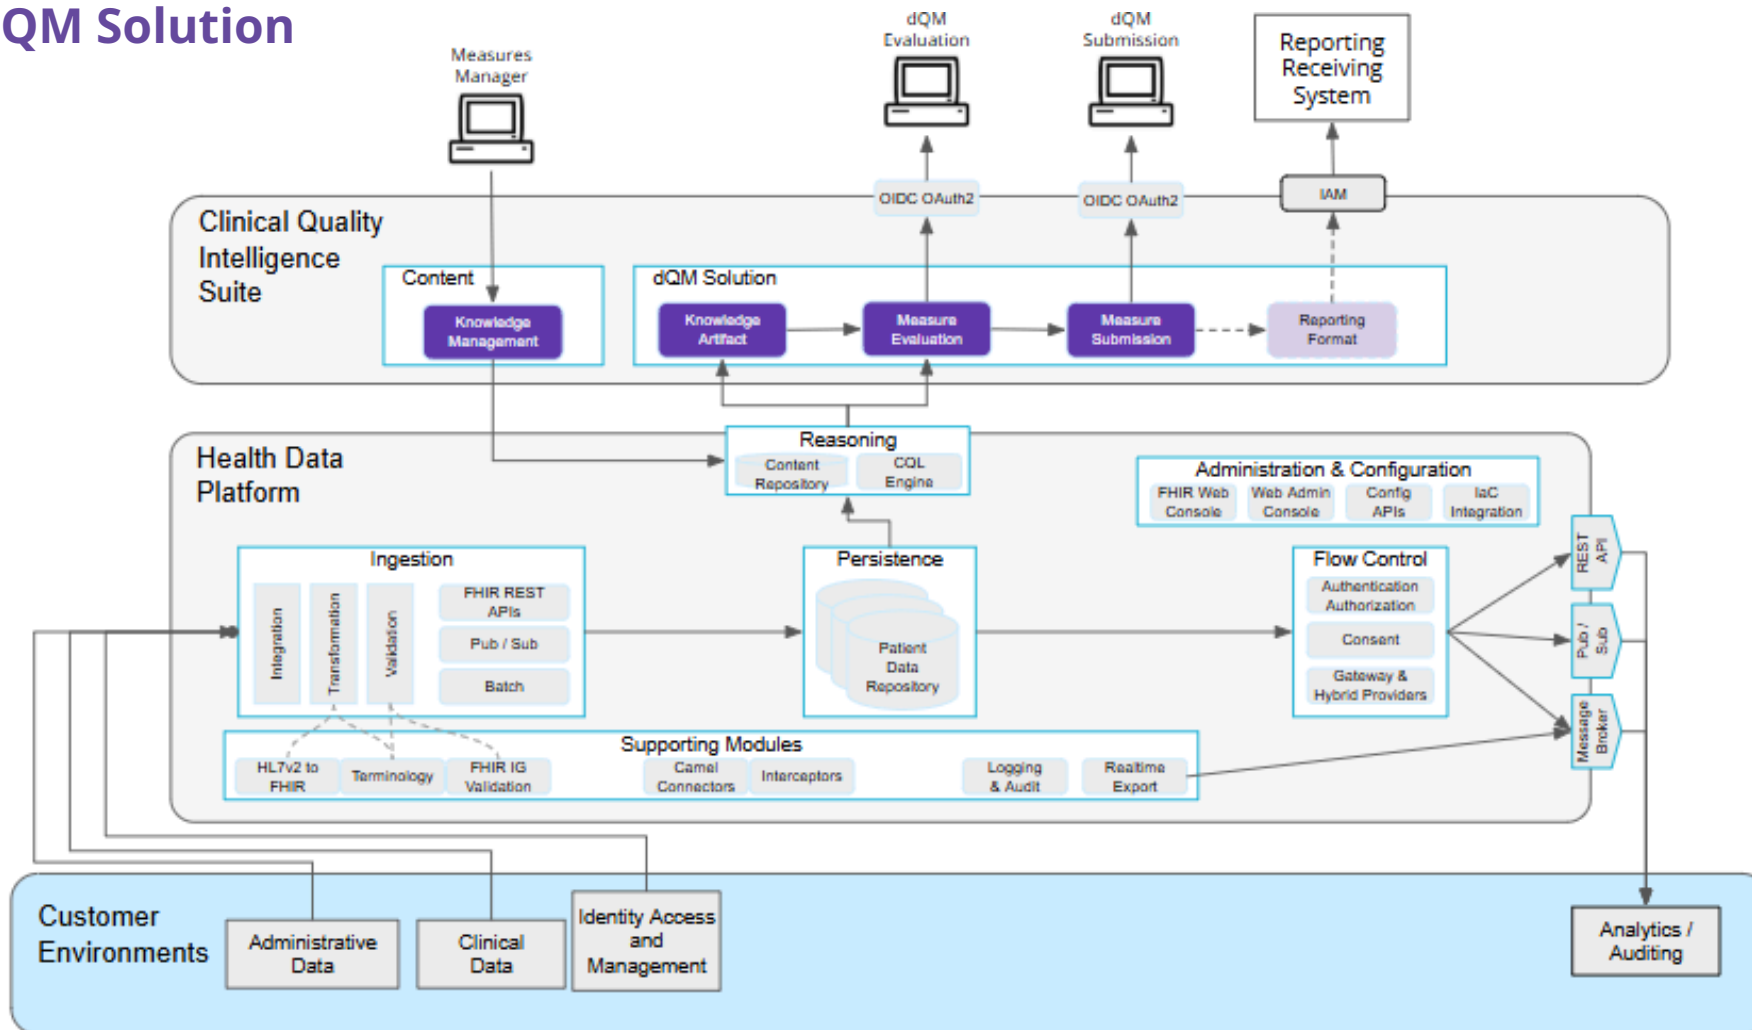 QM Solution
Measures
Manager
dQM
Evaluation
dQM
Submission
Reporting
Receiving
System
OIDC OAuth2
OIDC OAuth2
IAM
Clinical Quality
Intelligence
Suite
Content
Knowledge
Management
dQM Solution
Knowledge
Artifact
Measure
Evaluation
Measure
Submission
Reporting
Format
Health Data
Platform
Reasoning
Content
Repository
CQL
Engine
Administration & Configuration
FHIR Web
Console
Web Admin
Console
Config
APIs
IaC
Integration
Ingestion
Integration
Transformation
Validation
FHIR REST
APIs
Pub / Sub
Batch
Persistence
Patient
Data
Repository
Flow Control
Authentication
Authorization
Consent
Gateway &
Hybrid Providers
REST
API
Pub /
Sub
Message
Broker
Supporting Modules
HL7v2 to
FHIR
Terminology
FHIR IG
Validation
Camel
Connectors
Interceptors
Logging
& Audit
Realtime
Export
Customer
Environments
Administrative
Data
Clinical
Data
Identity Access
and
Management
Analytics /
Auditing